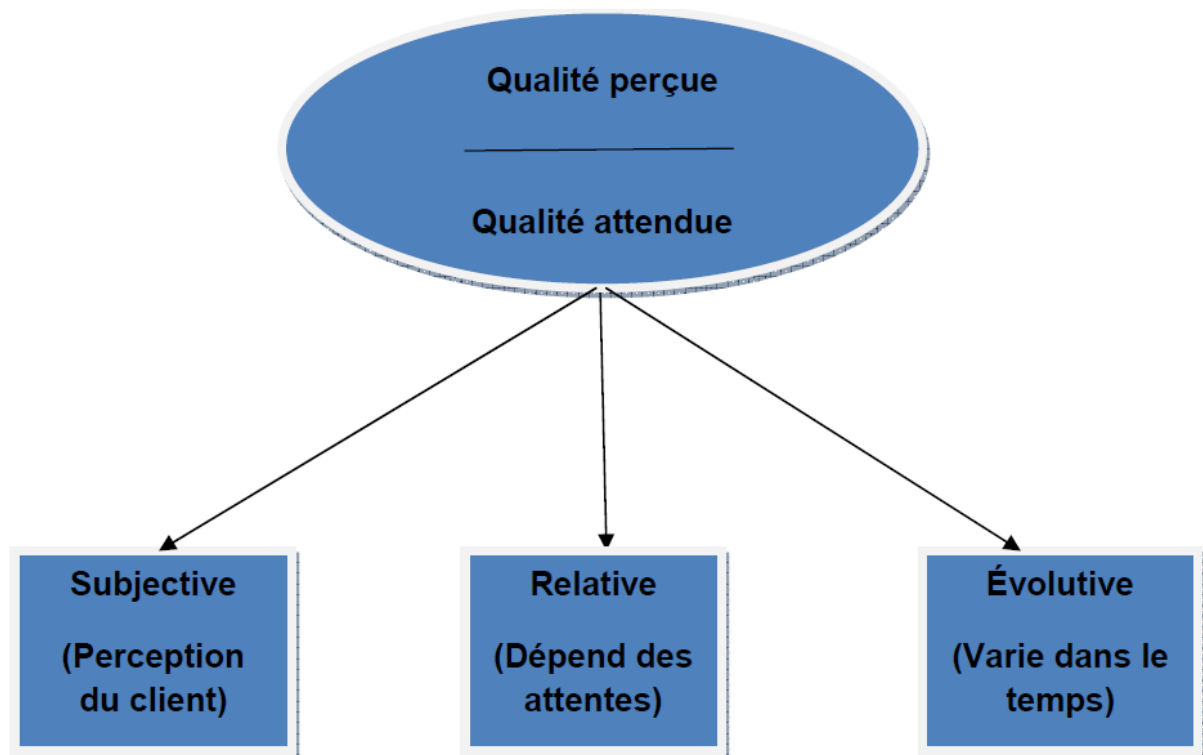 Qualité perçue
Qualité attendue
Subjective
(Perception
du client)
Relative
(Dépend des
attentes)
Évolutive
(Varie dans le
temps)